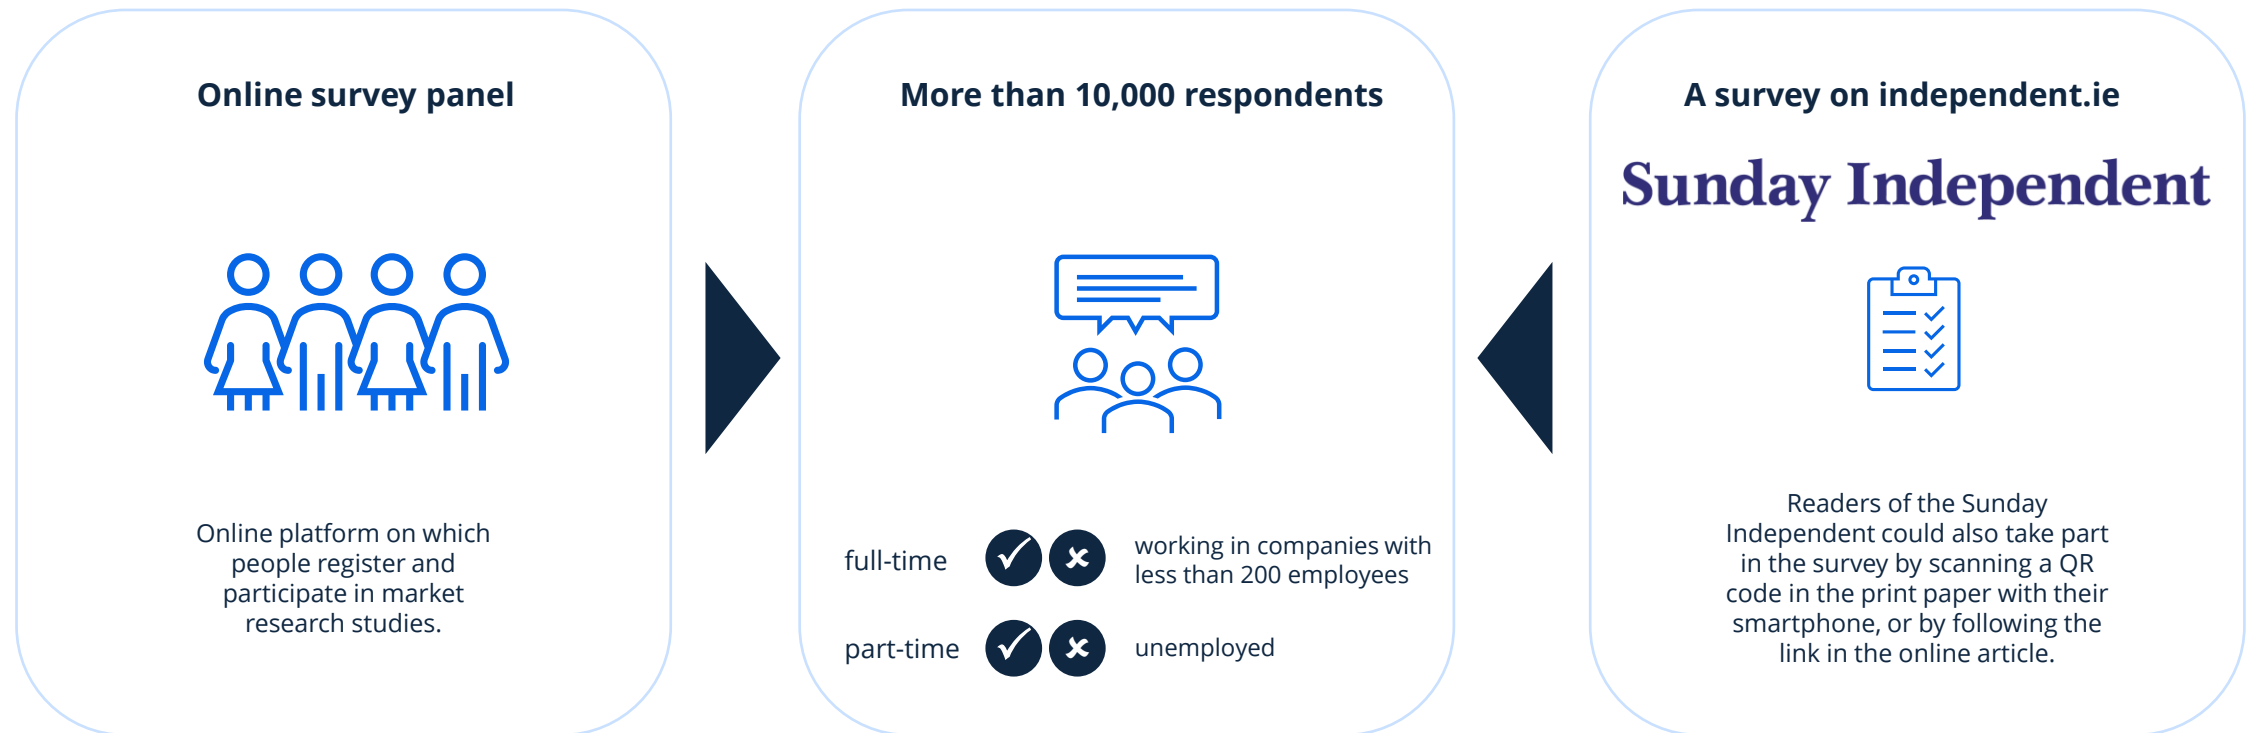 Online survey panel
Online platform on which
people register and
participate in market
research studies.
More than 10,000 respondents
full-time
working in companies with
less than 200 employees
part-time
unemployed
A survey on independent.ie
Sunday Independent
Readers of the Sunday
Independent could also take part
in the survey by scanning a QR
code in the print paper with their
smartphone, or by following the
link in the online article.